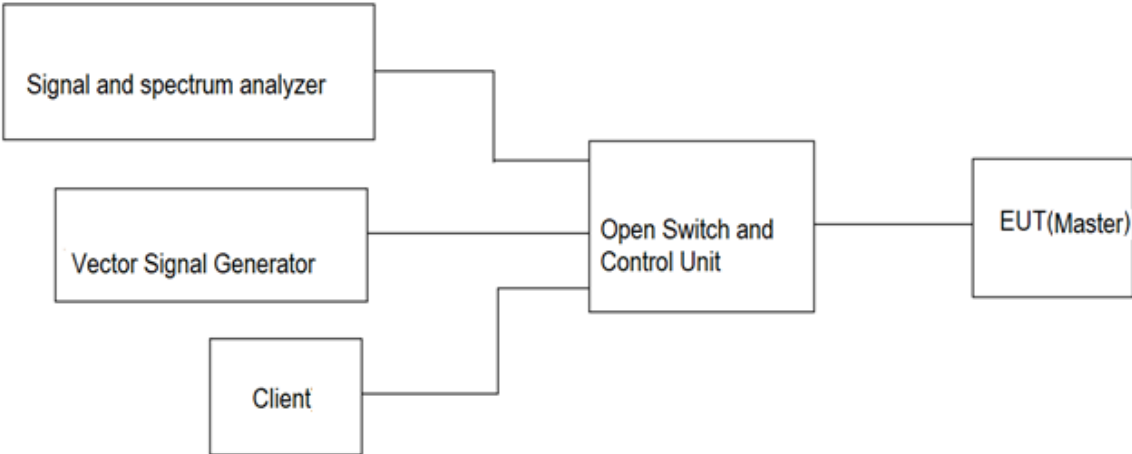 Signal and spectrum analyzer
Vector Signal Generator
Client
Open Switch and
Control Unit
EUT(Master)